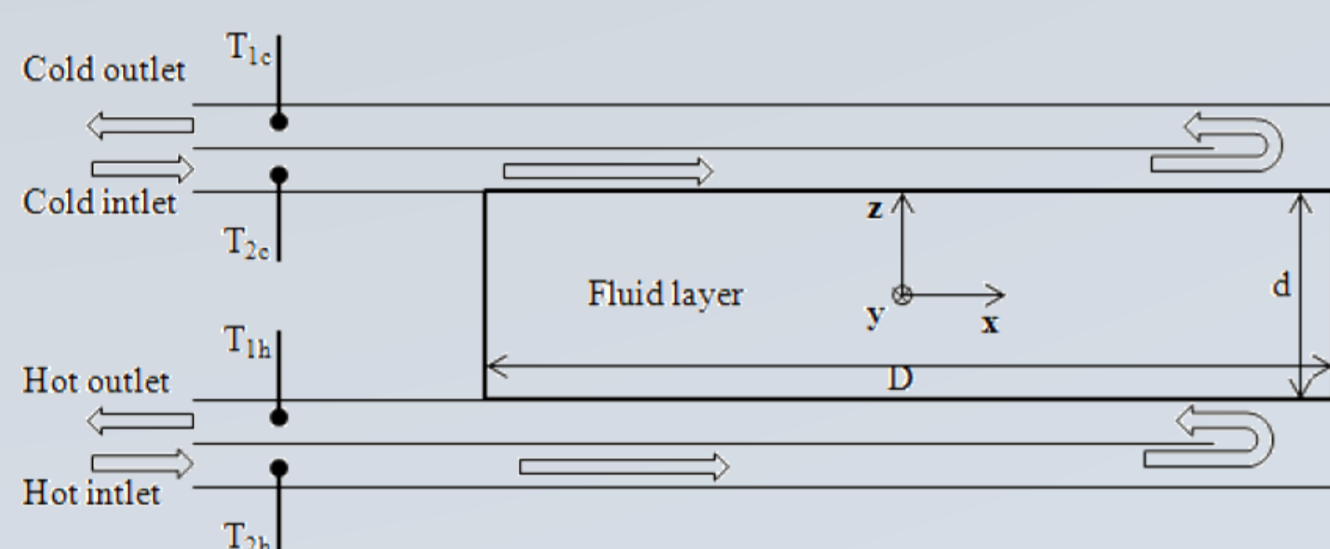 T1c
Cold outlet
Cold intlet
T2c
z
Fluid layer
d
y
x
T1h
Hot outlet
D
Hot intlet
T2h